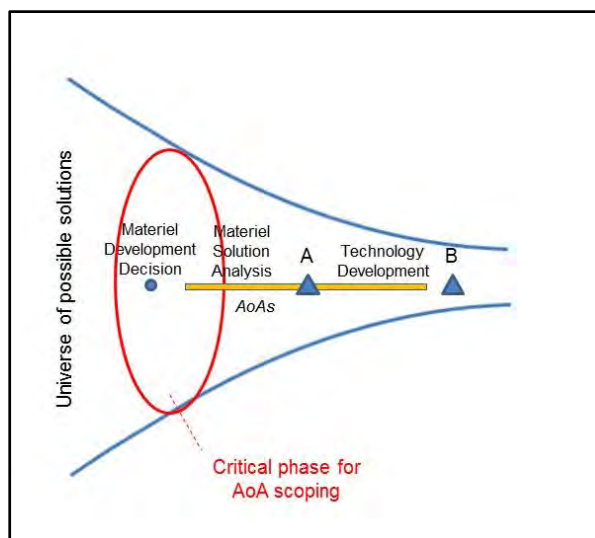 Universe of possible solutions
Materiel
Development
Decision
Materiel
Solution
Analysis
A
Technology
Development
B
AoAs
Critical phase for
AoA scoping